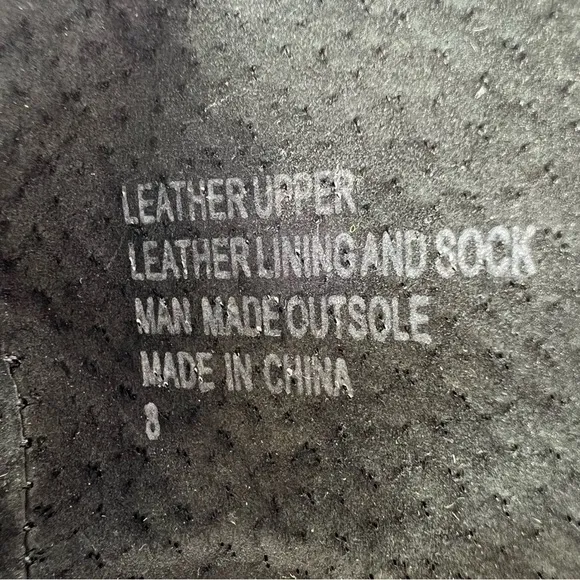 LEATHER UPPER
LEATHER LINING AND SOCK
MAN MADE OUTSOLE
MADE IN CHINA
8